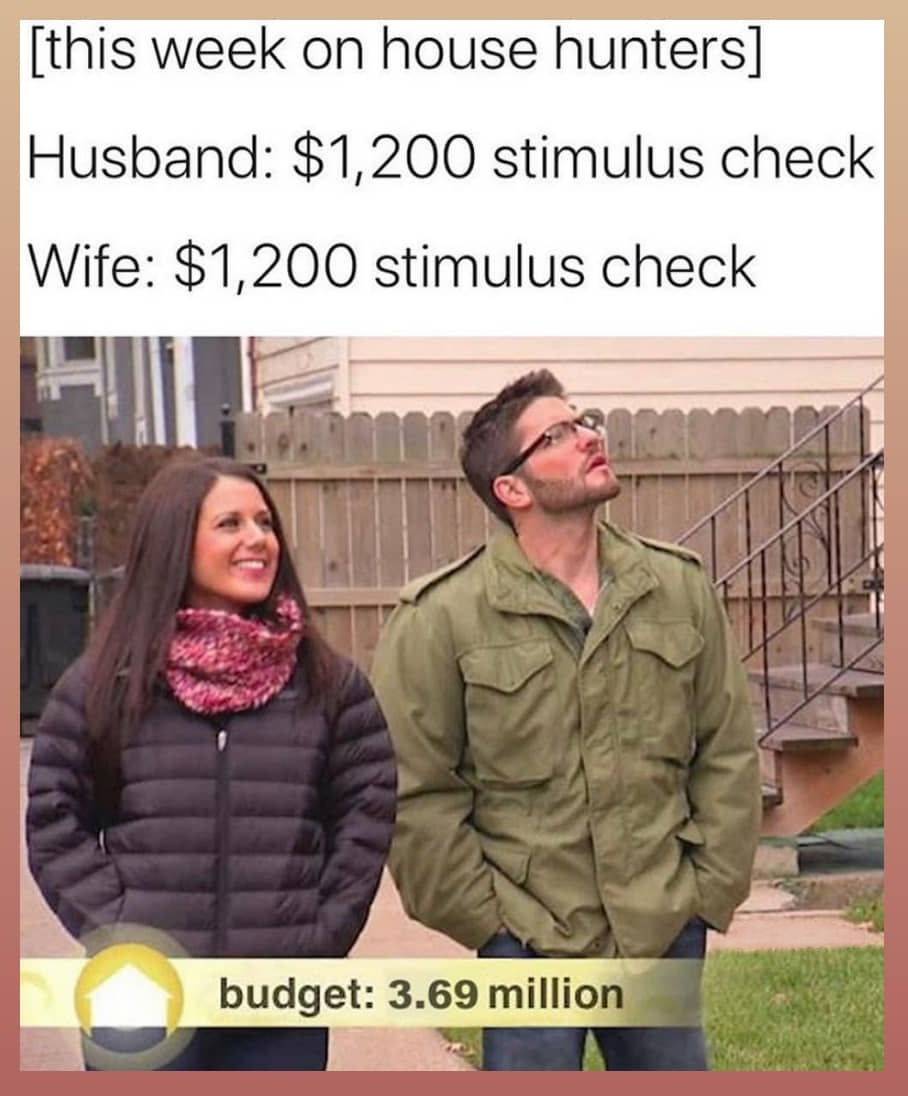 [this week on house hunters]
Husband: $1,200 stimulus check
Wife: $1,200 stimulus check
budget: 3.69 million